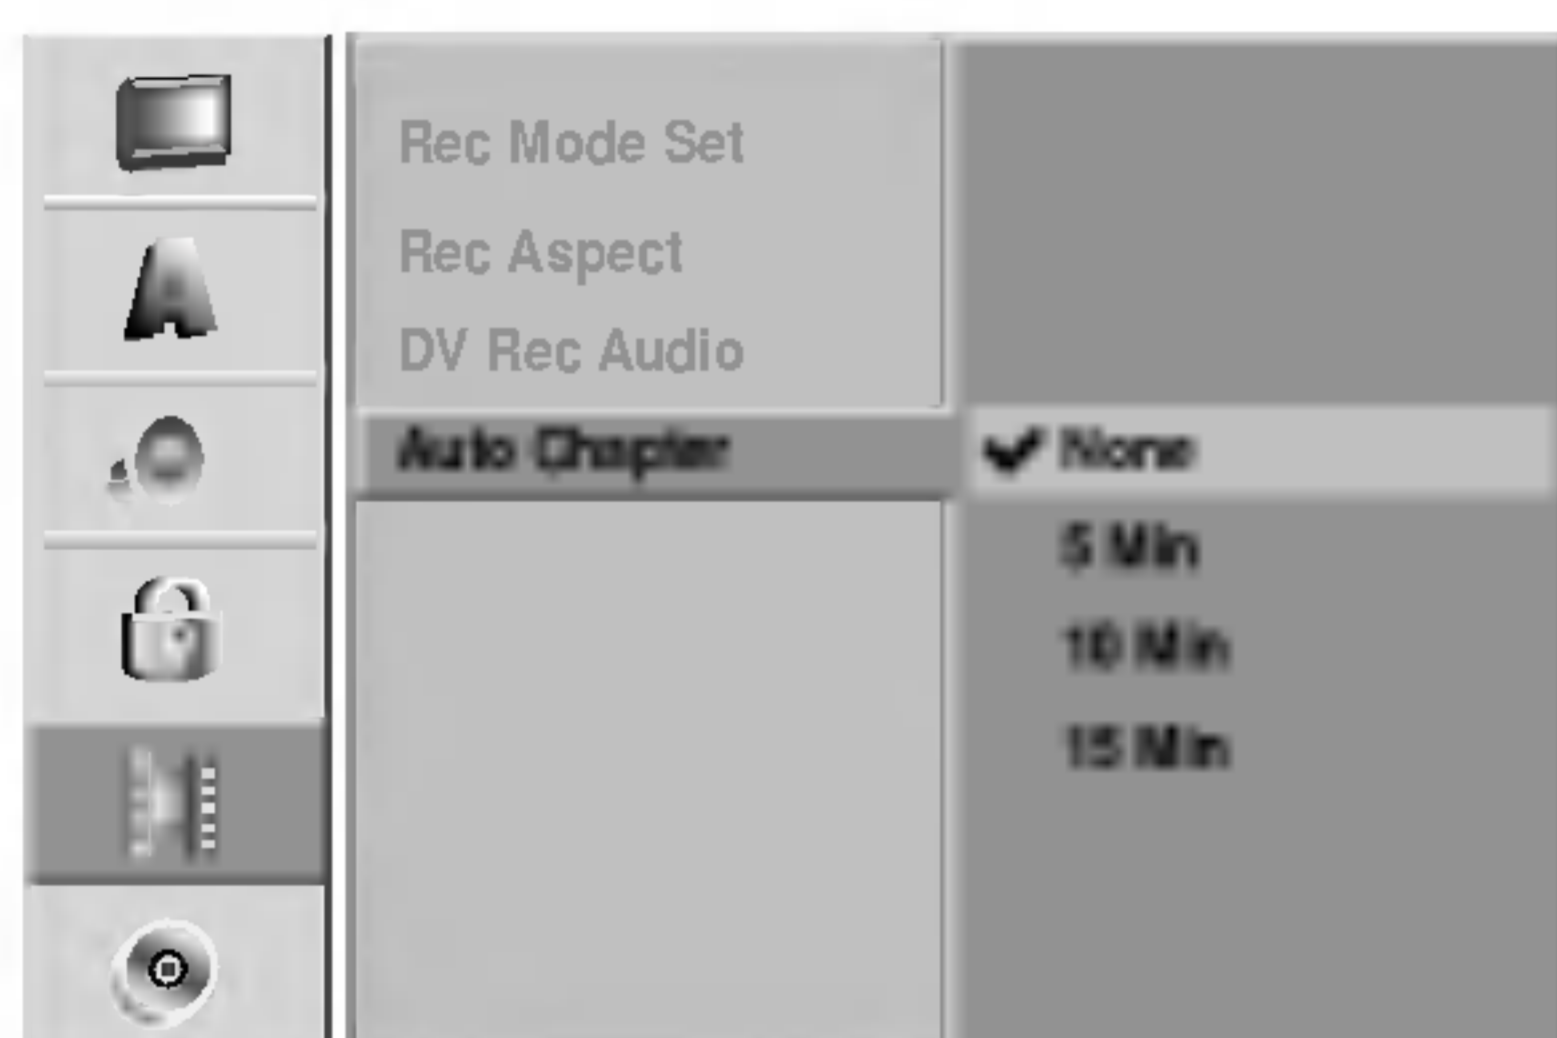 Rec Mode Set
Rec Aspect
DV Rec Audio
Auto Chapter
None
5 Min
10 Min
15 Min